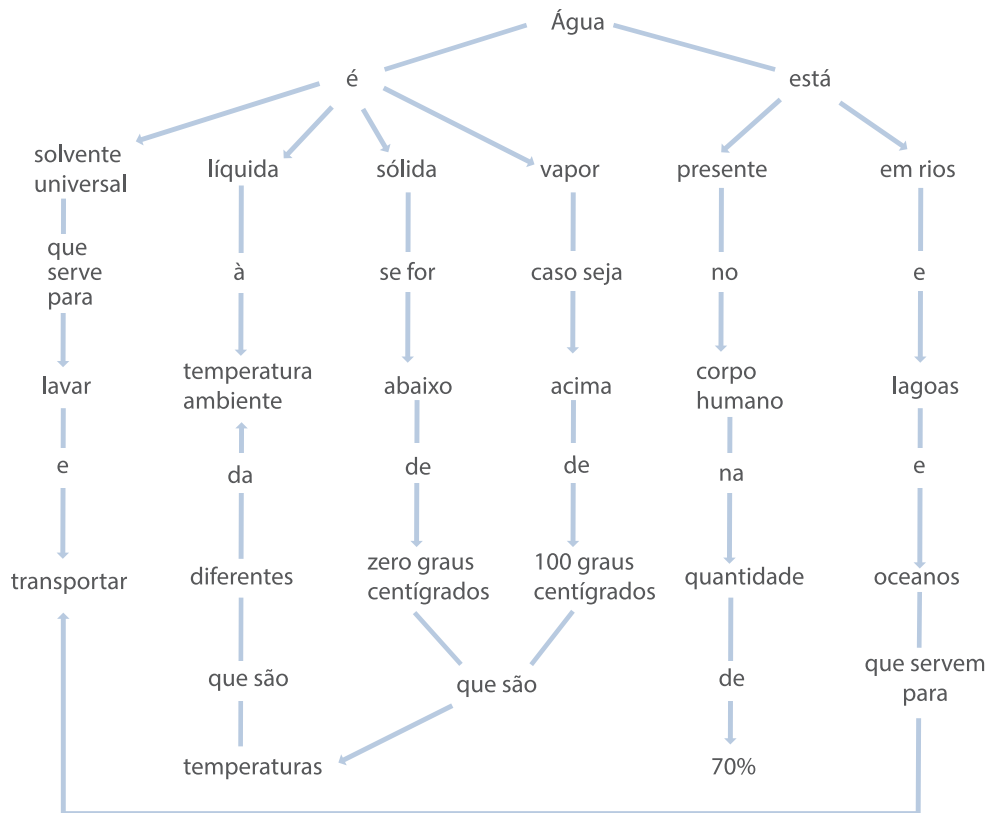 Água
é
está
solvente
universal
líquida
sólida
vapor
presente
em rios
que
serve
para
à
se for
caso seja
no
e
lavar
temperatura
ambiente
abaixo
acima
corpo
humano
lagoas
e
da
de
de
na
e
transportar
diferentes
zero graus
centígrados
100 graus
centígrados
quantidade
oceanos
que são
que são
de
que servem
para
temperaturas
70%